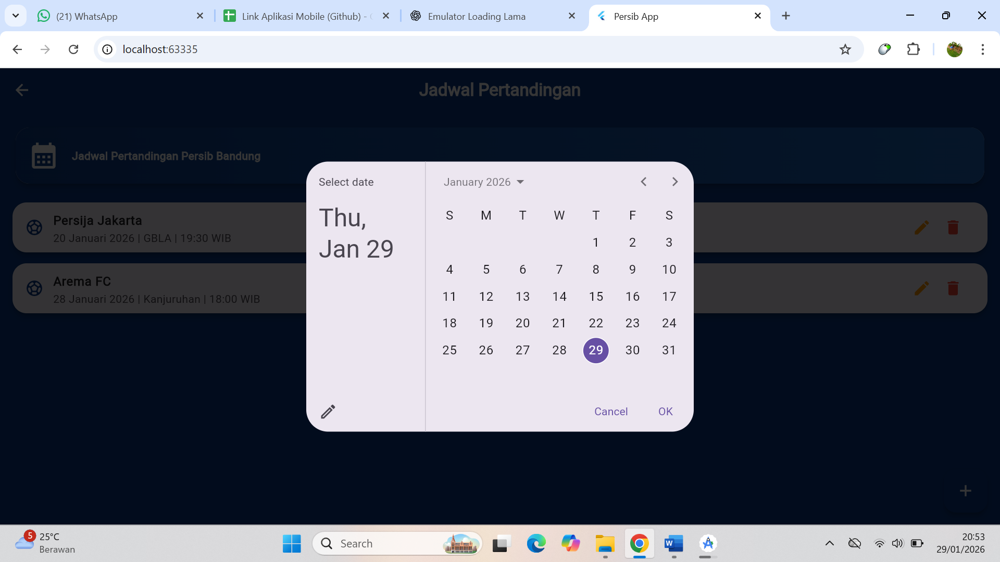 (21) WhatsApp
Link Aplikasi Mobile (Github) -
Emulator Loading Lama
Persib App
localhost:63335
Jadwal Pertandingan
Jadwal Pertandingan Persib Bandung
Persija Jakarta
20 Januari 2026 | GBLA | 19:30 WIB
Arema FC
28 Januari 2026 | Kanjuruhan | 18:00 WIB
Select date
Thu,
Jan 29
January 2026
S M T W T F S
1 2 3
4 5 6 7 8 9 10
11 12 13 14 15 16 17
18 19 20 21 22 23 24
25 26 27 28 29 30 31
Cancel OK
5
25°C
Berawan
Search
20:53
29/01/2026